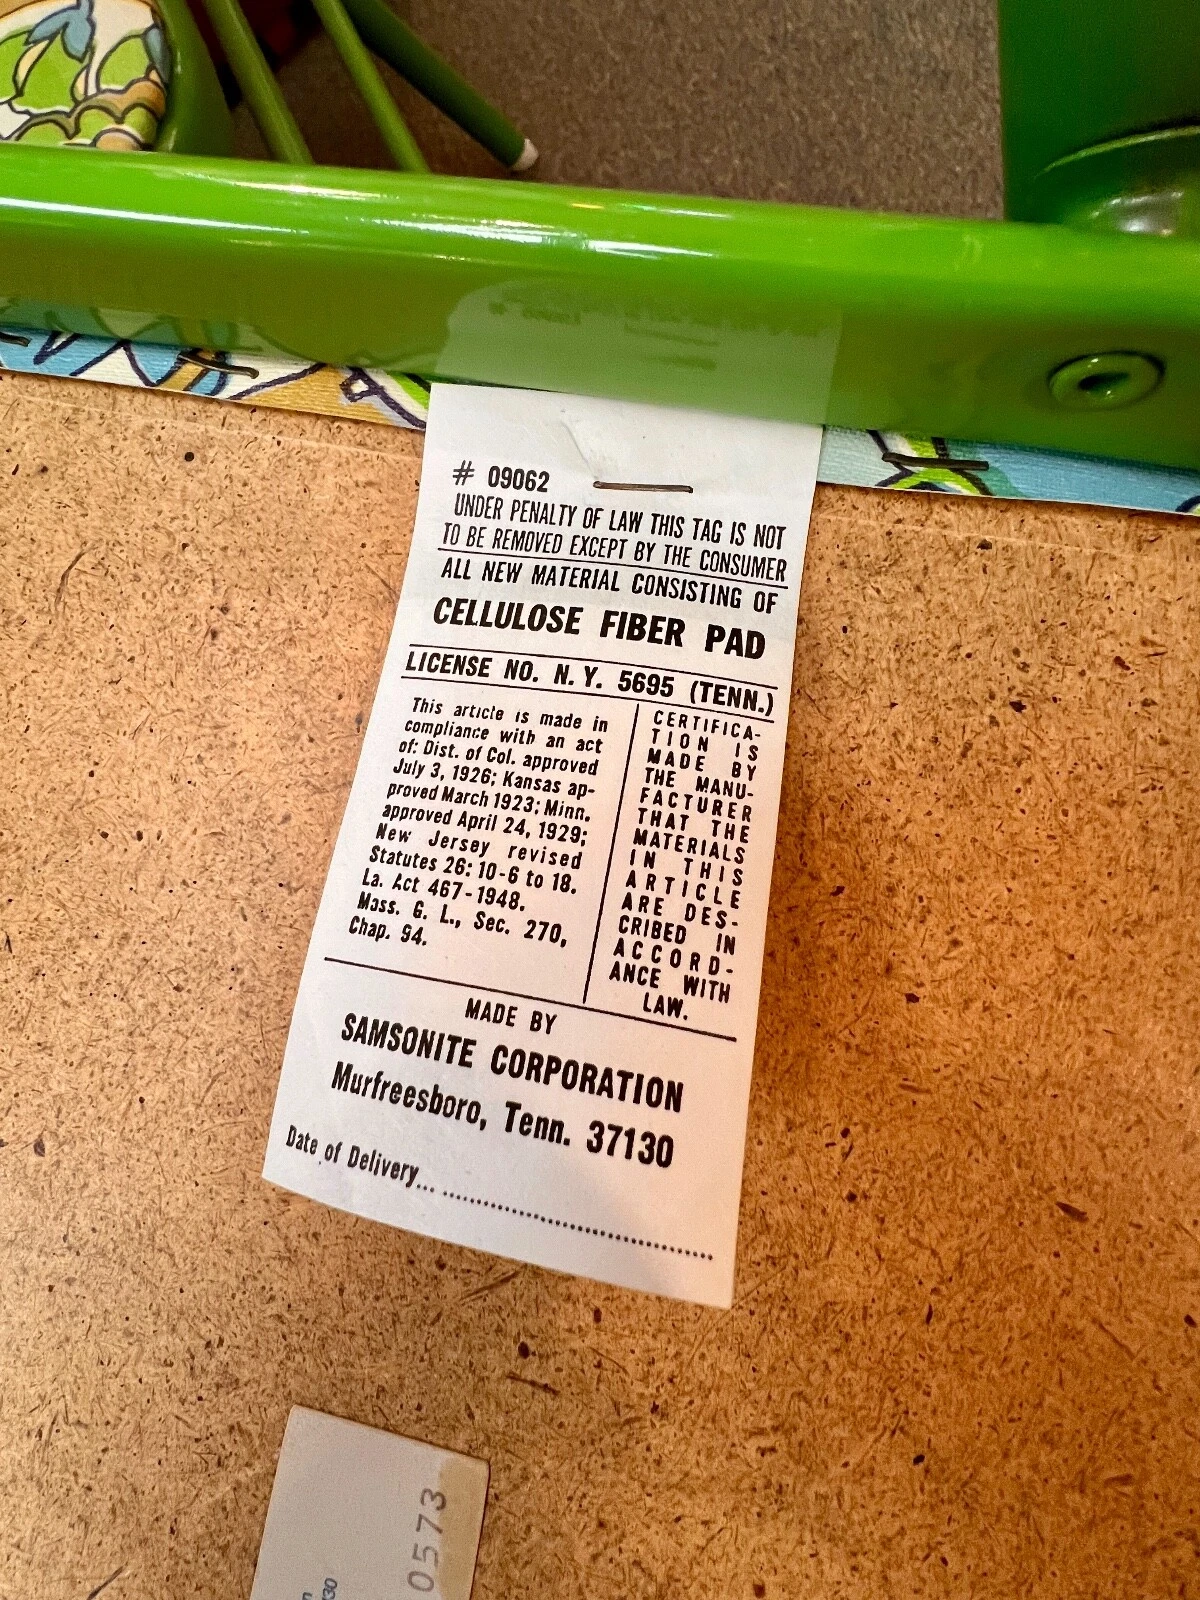 # 09062
UNDER PENALTY OF LAW THIS TAG IS NOT
TO BE REMOVED EXCEPT BY THE CONSUMER
ALL NEW MATERIAL CONSISTING OF
CELLULOSE FIBER PAD
LICENSE NO. N.Y. 5695 (TENN.)
This article is made in
compliance with an act
of: Dist. of Col. approved
July 3, 1926; Kansas ap-
proved March 1923; Minn.
approved April 24, 1929;
New Jersey revised
Statutes 26: 10-6 to 18.
La. Act 467-1948.
Mass. G. L., Sec. 270,
Chap. 94.
CERTIFICA-
TION IS
MADE BY
THE MANU-
FACTURER
THAT THE
MATERIALS
IN THIS
ARTICLE
ARE DES-
CRIBED IN
ACCORD-
ANCE WITH
LAW.
MADE BY
SAMSONITE CORPORATION
Murfreesboro, Tenn. 37130
Date of Delivery... ........................................
0573